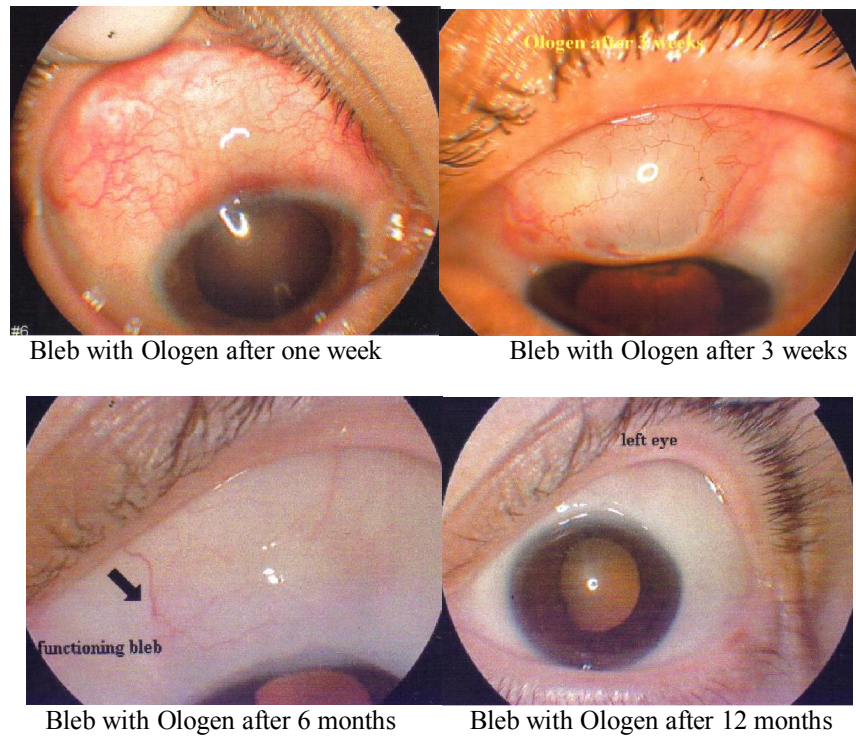 Ologen after 3 weeks
#6
Bleb with Ologen after one week
Bleb with Ologen after 3 weeks
left eye
functioning bleb
Bleb with Ologen after 6 months
Bleb with Ologen after 12 months